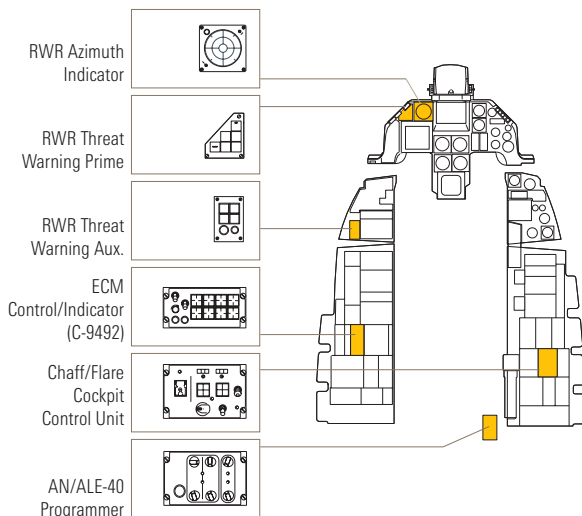 RWR Azimuth
Indicator
RWR Threat
Warning Prime
RWR Threat
Warning Aux.
ECM
Control/Indicator
(C-9492)
Chaff/Flare
Cockpit
Control Unit
AN/ALE-40
Programmer